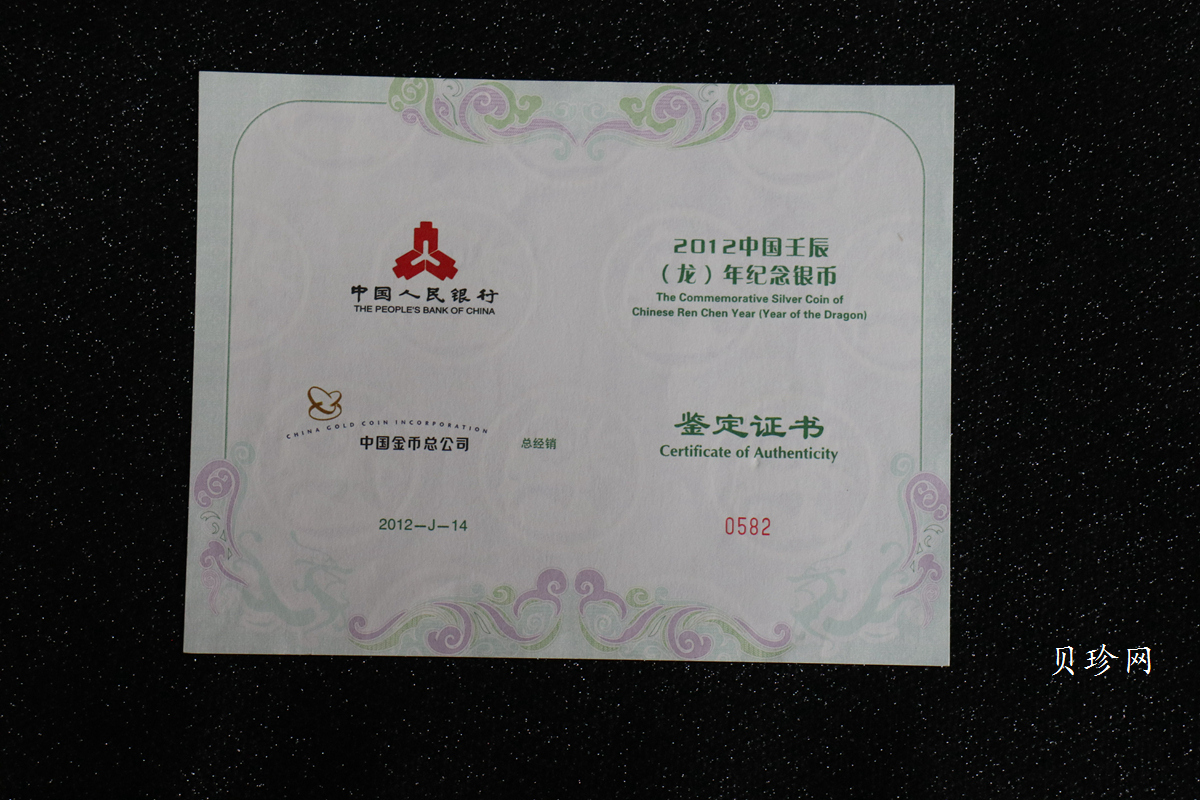 中国人民银行
THE PEOPLE'S BANK OF CHINA
CHINA GOLD COIN INCORPORATION
中国金币总公司
总经销
2012—J—14
2012中国壬辰
（龙）年纪念银币
The Commemorative Silver Coin of
Chinese Ren Chen Year (Year of the Dragon)
鉴定证书
Certificate of Authenticity
0582
贝珍网